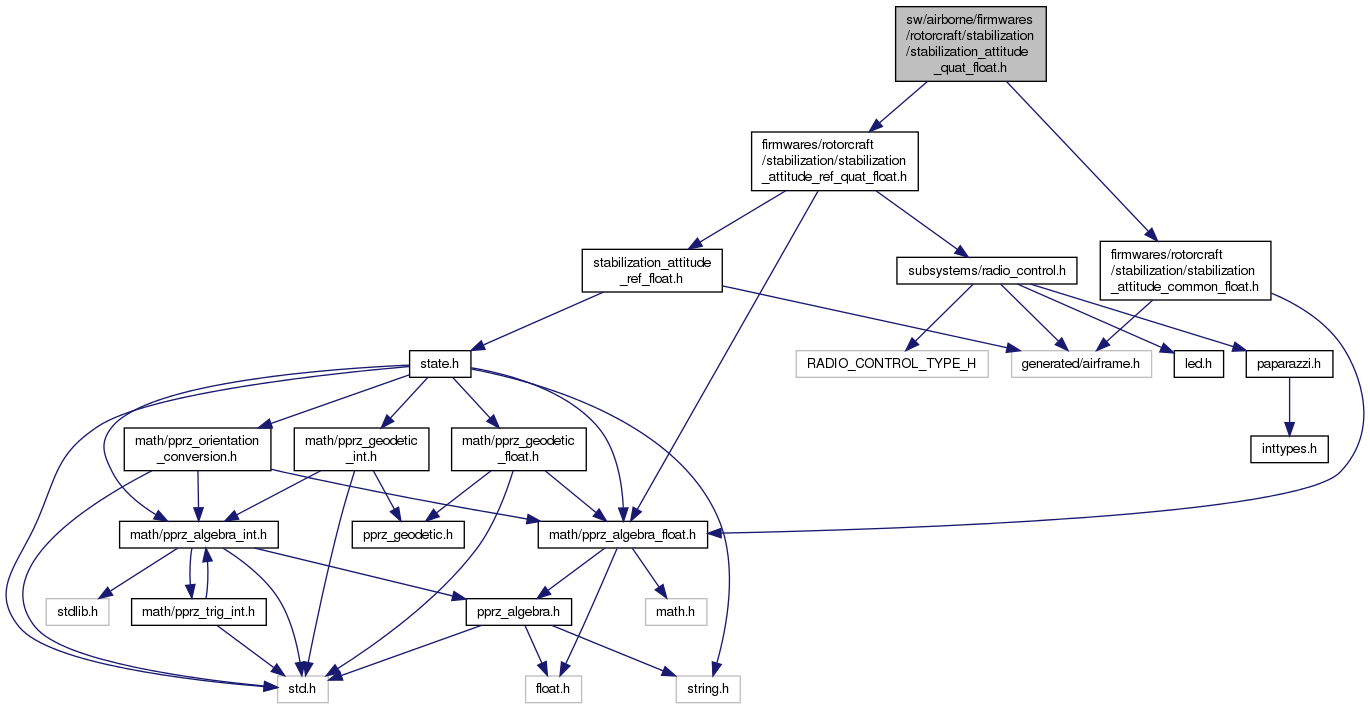 sw/airborne/firmwares
/rotorcraft/stabilization
/stabilization_attitude
_quat_float.h
firmwares/rotorcraft
/stabilization/stabilization
_attitude_ref_quat_float.h
stabilization_attitude
_ref_float.h
subsystems/radio_control.h
firmwares/rotorcraft
/stabilization/stabilization
_attitude_common_float.h
state.h
RADIO_CONTROL_TYPE_H
generated/airframe.h
led.h
paparazzi.h
math/pprz_orientation
_conversion.h
math/pprz_geodetic
_int.h
math/pprz_geodetic
_float.h
inttypes.h
math/pprz_algebra_int.h
pprz_geodetic.h
math/pprz_algebra_float.h
stdlib.h
math/pprz_trig_int.h
pprz_algebra.h
math.h
std.h
float.h
string.h